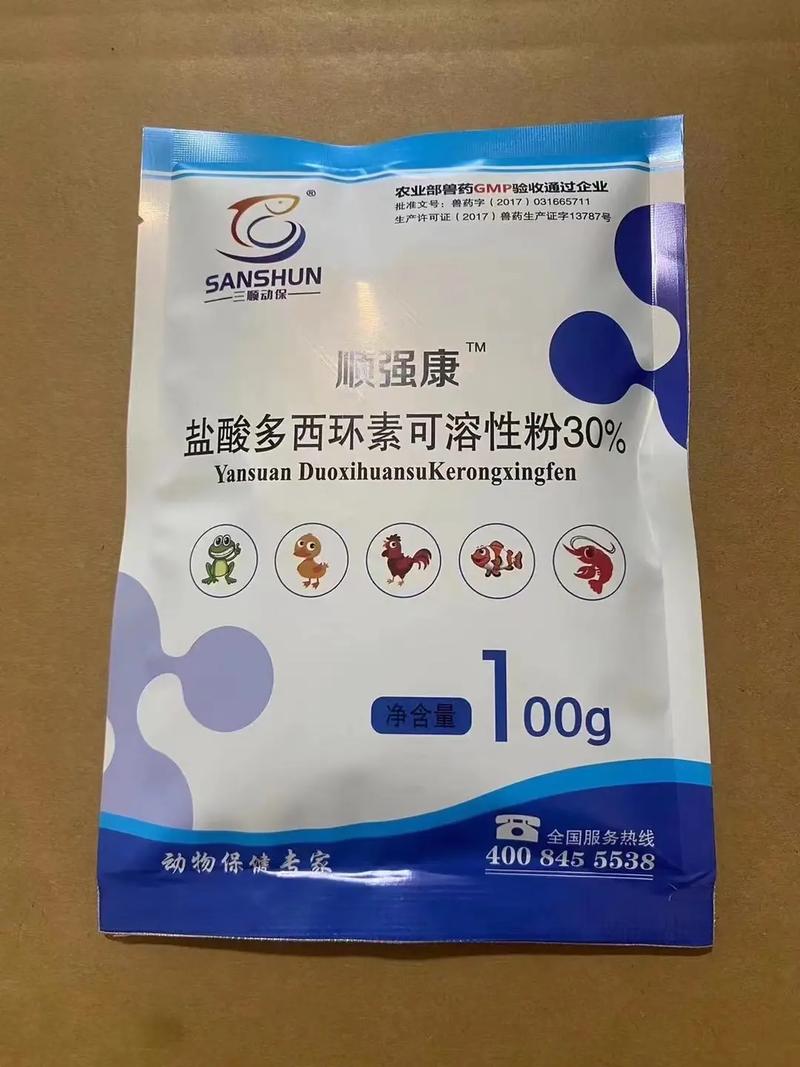 ®
SANSHUN
三顺动保
农业部兽药GMP验收通过企业
批准文号：兽药字（2017）031665711
生产许可证（2017）兽药生产证字13787号
顺强康™
盐酸多西环素可溶性粉30%
Yansuan DuoxihuansuKerongxingfen
净含量 100g
动物保健专家
全国服务热线
400 845 5538